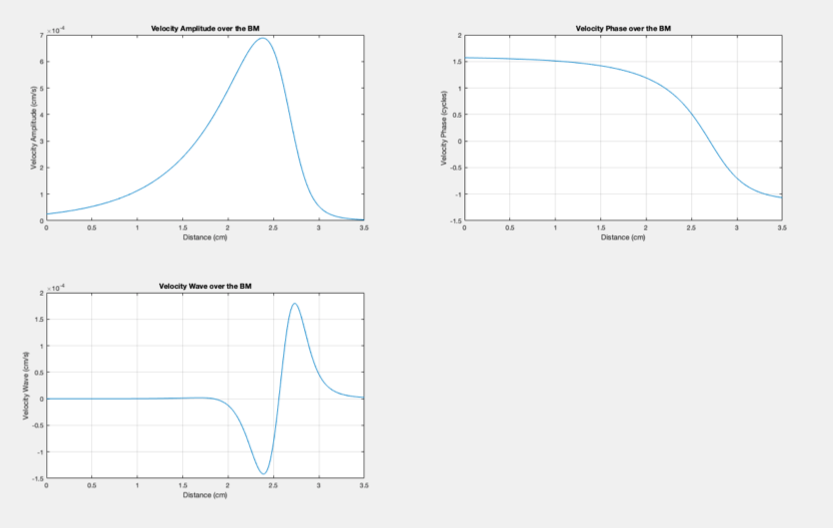 Velocity Amplitude over the BM
×10⁻⁴
7
6
5
4
3
2
1
0
Velocity Amplitude (cm/s)
0 0.5 1 1.5 2 2.5 3 3.5
Distance (cm)
Velocity Phase over the BM
2
1.5
1
0.5
0
-0.5
-1
-1.5
Velocity Phase (cycles)
0 0.5 1 1.5 2 2.5 3 3.5
Distance (cm)
Velocity Wave over the BM
×10⁻⁴
2
1.5
1
0.5
0
-0.5
-1
-1.5
Velocity Wave (cm/s)
0 0.5 1 1.5 2 2.5 3 3.5
Distance (cm)